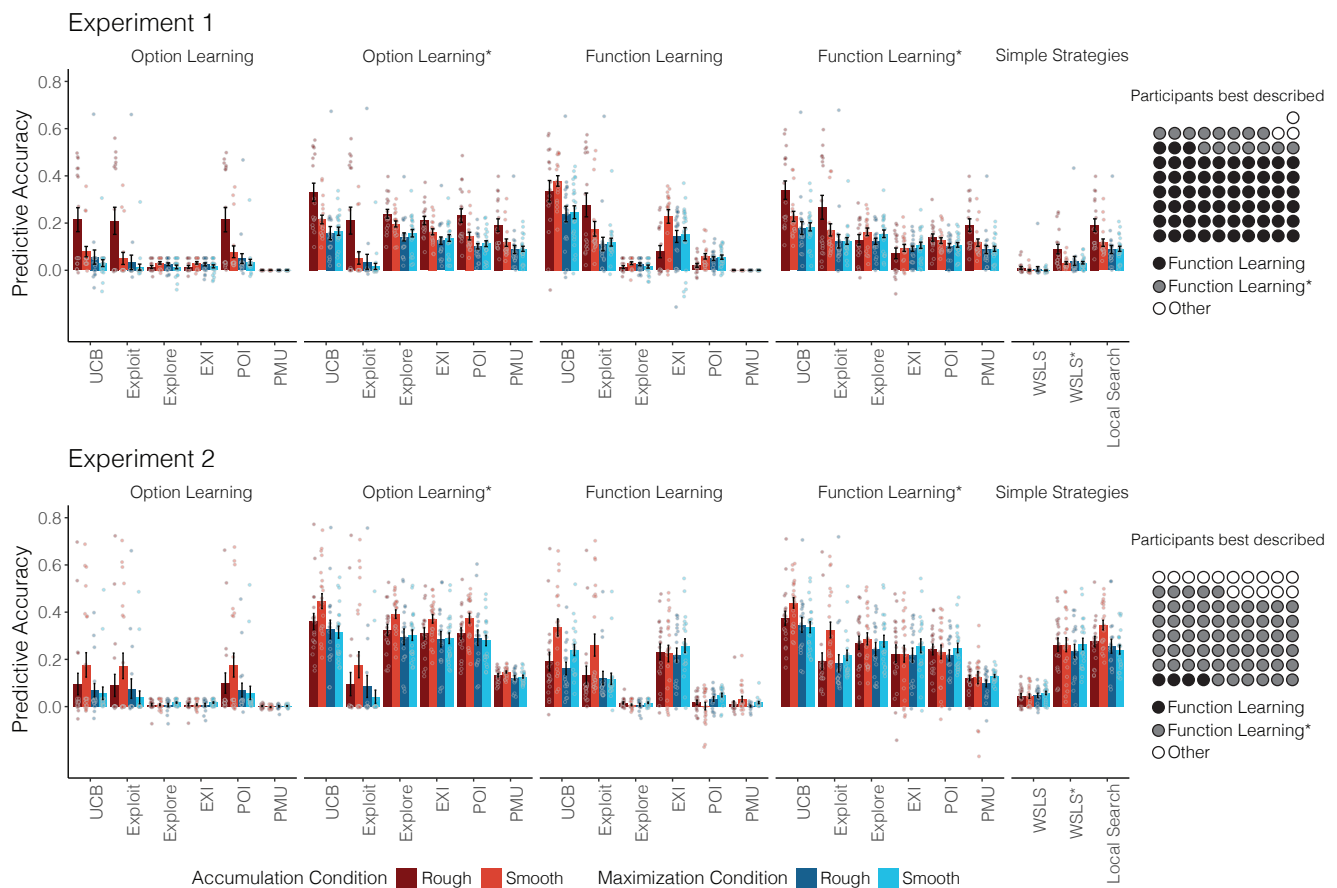 Experiment 1
Option Learning
Option Learning*
Function Learning
Function Learning*
Simple Strategies
Predictive Accuracy
0.8
0.6
0.4
0.2
0.0
UCB
Exploit
Explore
EXI
POI
PMU
UCB
Exploit
Explore
EXI
POI
PMU
UCB
Exploit
Explore
EXI
POI
PMU
UCB
Exploit
Explore
EXI
POI
PMU
WSLS
WSLS*
Local Search
Participants best described
Function Learning
Function Learning*
Other
Experiment 2
Option Learning
Option Learning*
Function Learning
Function Learning*
Simple Strategies
Predictive Accuracy
0.8
0.6
0.4
0.2
0.0
UCB
Exploit
Explore
EXI
POI
PMU
UCB
Exploit
Explore
EXI
POI
PMU
UCB
Exploit
Explore
EXI
POI
PMU
UCB
Exploit
Explore
EXI
POI
PMU
WSLS
WSLS*
Local Search
Participants best described
Function Learning
Function Learning*
Other
Accumulation Condition Rough Smooth Maximization Condition Rough Smooth